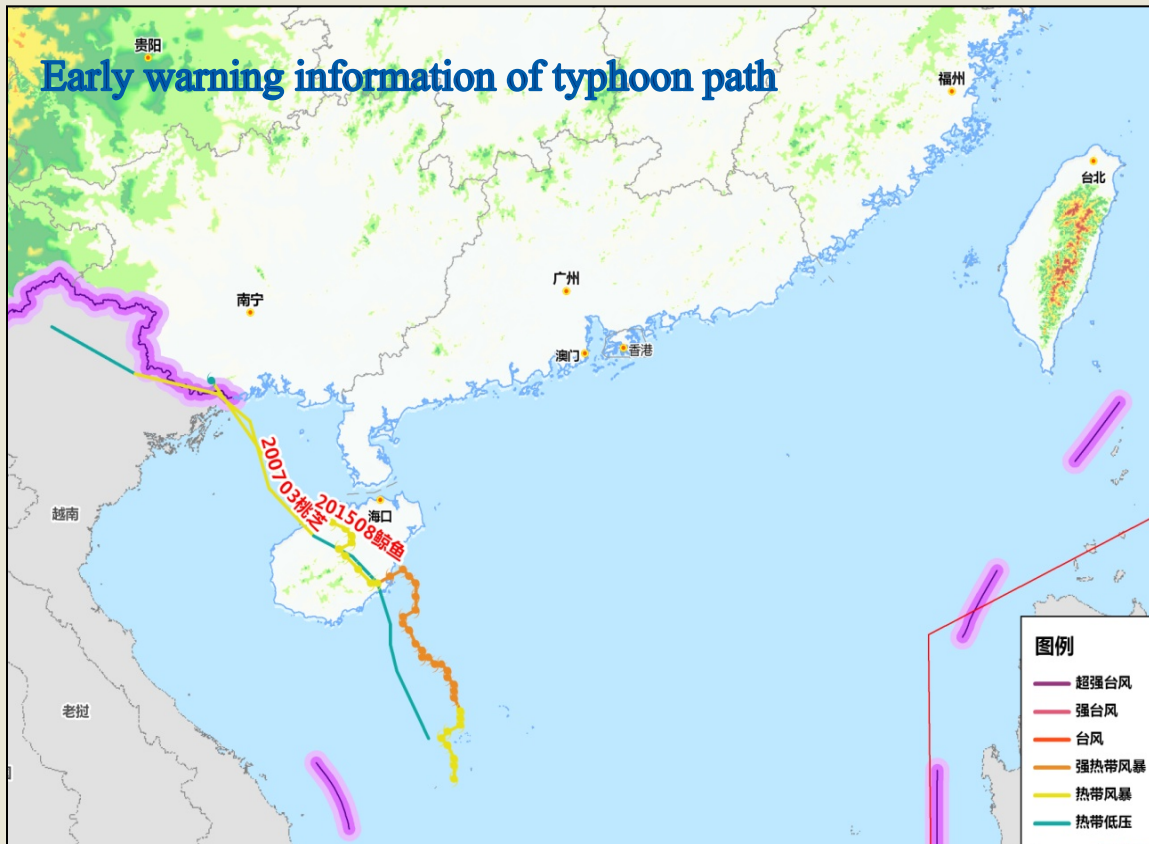 贵阳
Early warning information of typhoon path
福州
台北
广州
南宁
澳门
香港
200703桃芝
201508鲸鱼
海口
越南
老挝
图例
超强台风
强台风
台风
强热带风暴
热带风暴
热带低压